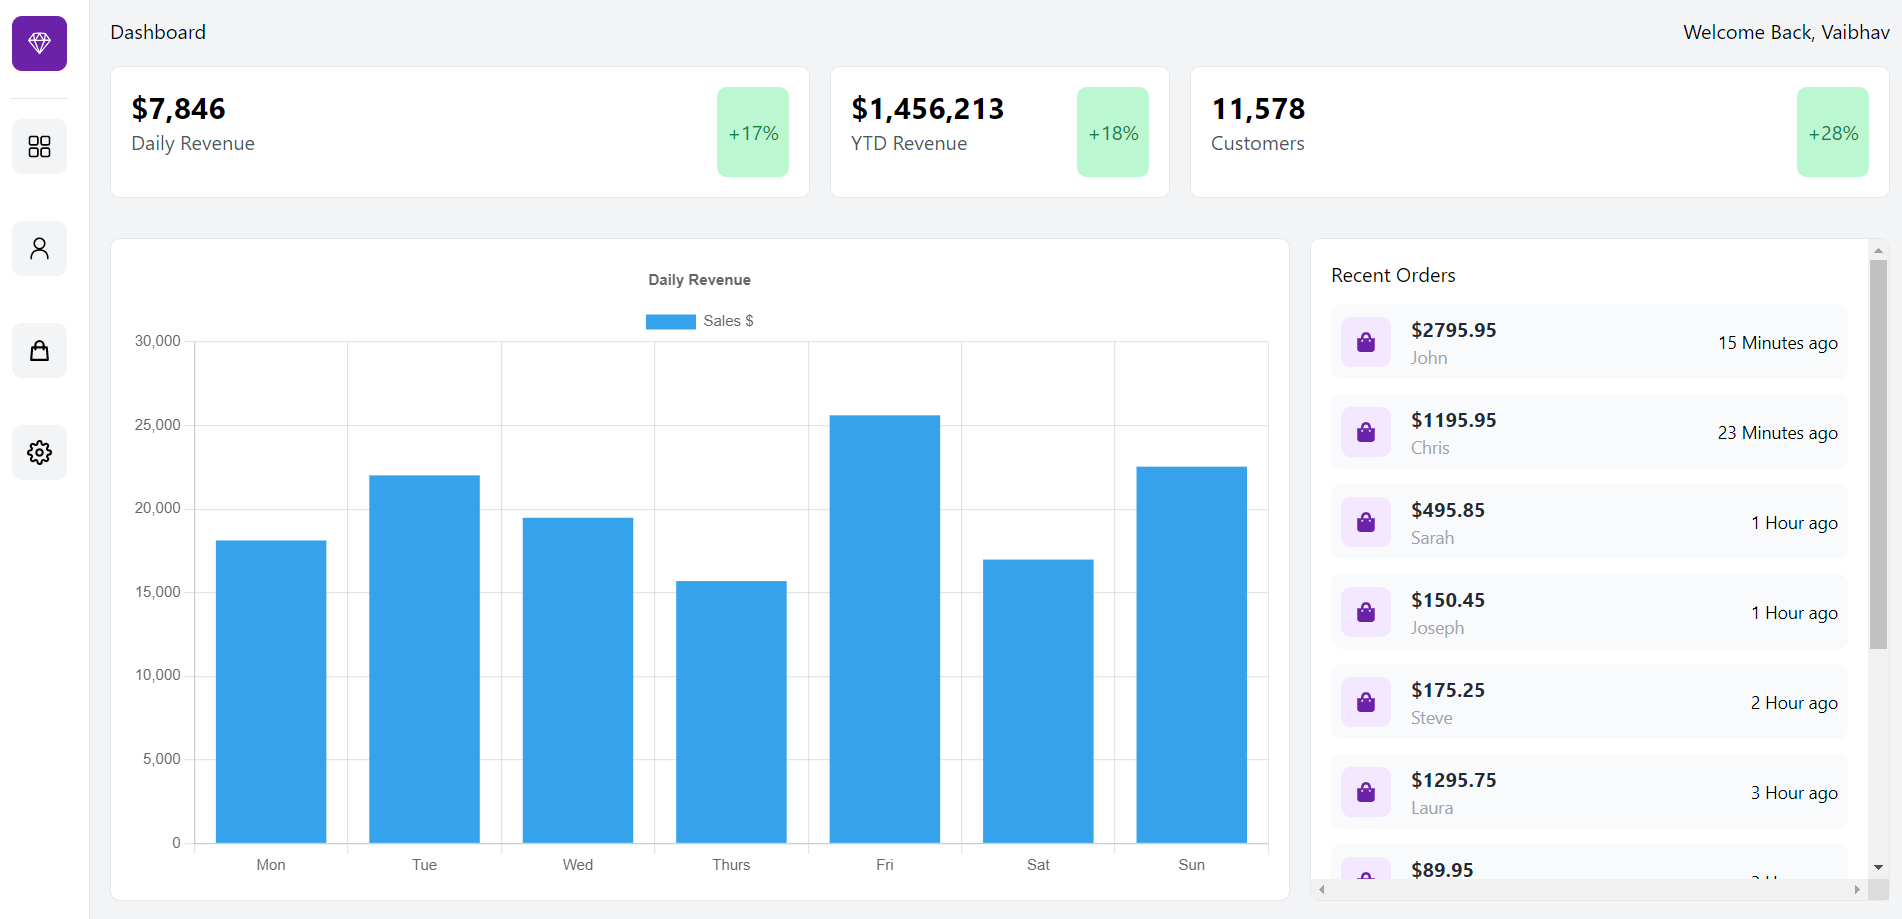 Dashboard
Welcome Back, Vaibhav
$7,846
Daily Revenue
+17%
$1,456,213
YTD Revenue
+18%
11,578
Customers
+28%
Daily Revenue
Sales $
30,000
25,000
20,000
15,000
10,000
5,000
0
Mon
Tue
Wed
Thurs
Fri
Sat
Sun
Recent Orders
$2795.95
John
15 Minutes ago
$1195.95
Chris
23 Minutes ago
$495.85
Sarah
1 Hour ago
$150.45
Joseph
1 Hour ago
$175.25
Steve
2 Hour ago
$1295.75
Laura
3 Hour ago
$89.95